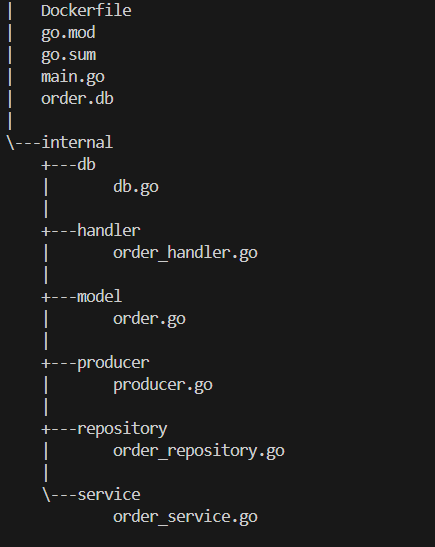 |   Dockerfile
|   go.mod
|   go.sum
|   main.go
|   order.db
|
\---internal
    +---db
    |       db.go
    |
    +---handler
    |       order_handler.go
    |
    +---model
    |       order.go
    |
    +---producer
    |       producer.go
    |
    +---repository
    |       order_repository.go
    |
    \---service
            order_service.go